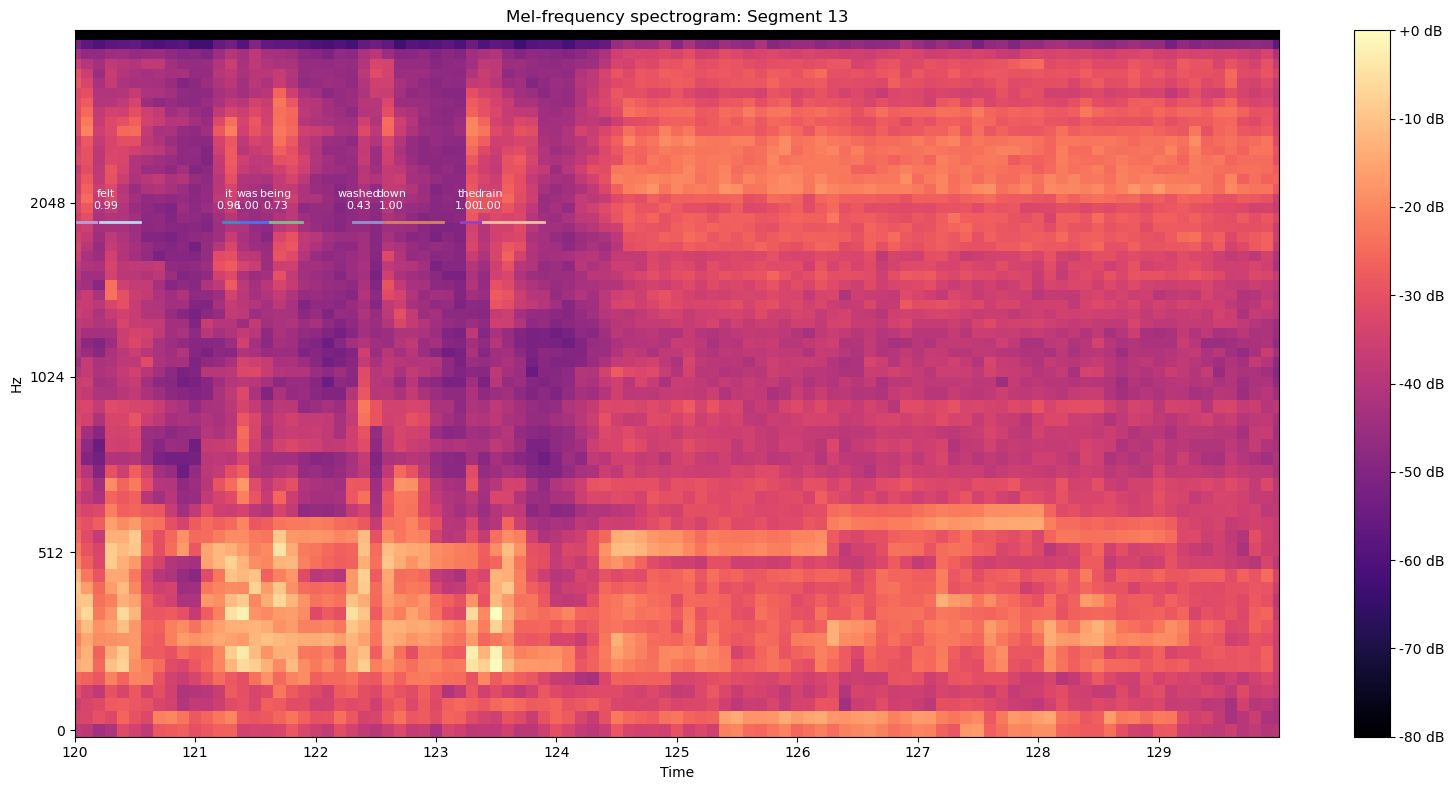 Mel-frequency spectrogram: Segment 13
+0 dB
-10 dB
-20 dB
-30 dB
-40 dB
-50 dB
-60 dB
-70 dB
-80 dB
Hz
2048
1024
512
0
felt it was being washed down the drain
0.99 0.96 1.00 0.73 0.43 1.00 1.00 1.00
120 121 122 123 124 125 126 127 128 129
Time